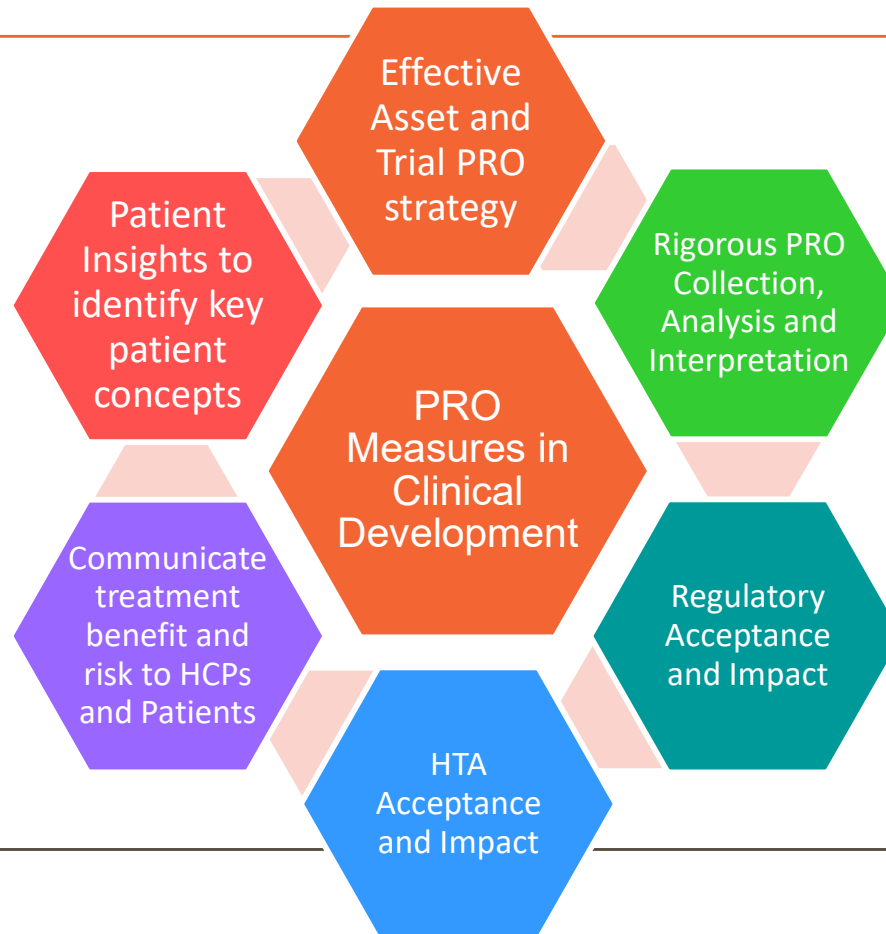 Effective
Asset and
Trial PRO
strategy
Patient
Insights to
identify key
patient
concepts
Rigorous PRO
Collection,
Analysis and
Interpretation
PRO
Measures in
Clinical
Development
Communicate
treatment
benefit and
risk to HCPs
and Patients
Regulatory
Acceptance
and Impact
HTA
Acceptance
and Impact